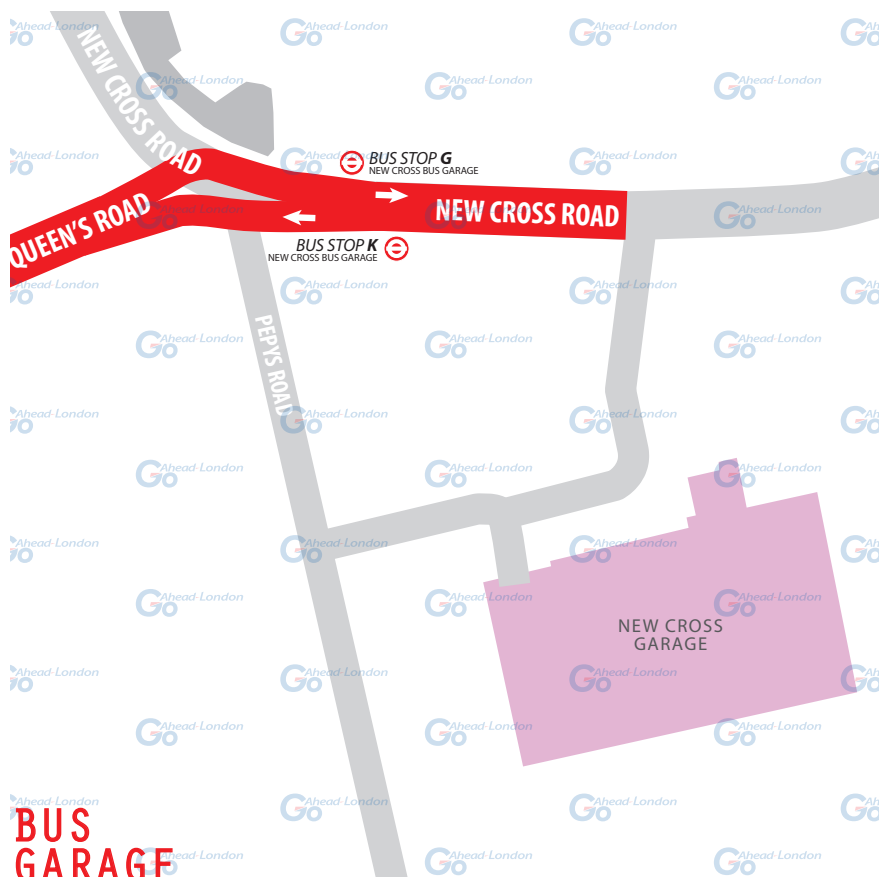 NEW CROSS ROAD
BUS STOP G
NEW CROSS BUS GARAGE
QUEEN'S ROAD
NEW CROSS ROAD
BUS STOP K
NEW CROSS BUS GARAGE
PEPYS ROAD
NEW CROSS
GARAGE
BUS
GARAGE
Go Ahead-London